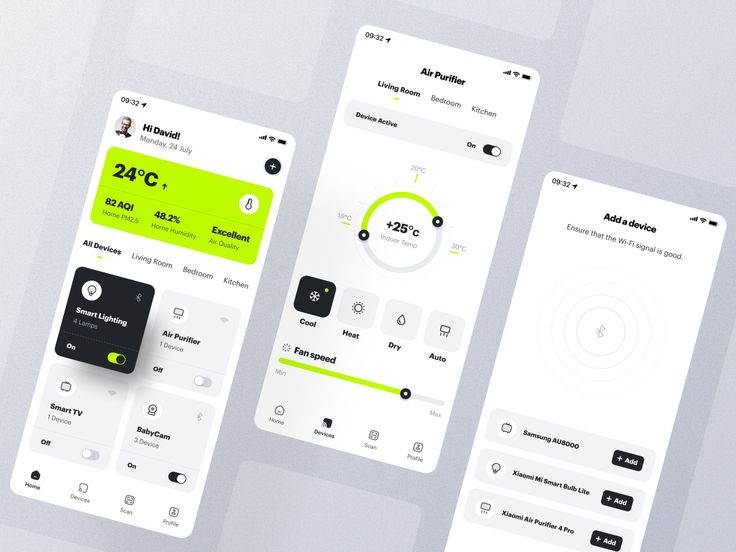 09:32
Hi David!
Monday, 24 July
+
24°C ↑
82 AQI 48.2% Excellent
Home PM2.5 Home Humidity Air Quality
All Devices Living Room Bedroom Kitchen
Smart Lighting
4 Lamps
On
Air Purifier
1 Device
Off
Smart TV
1 Device
Off
BabyCam
3 Device
On
Home Devices Scan Profile
09:32
Air Purifier
Living Room Bedroom Kitchen
Device Active On
20°C
10°C
+25°C
Indoor Temp
30°C
Cool Heat Dry Auto
Fan speed
Min Max
Home Devices Scan Profile
09:32
Add a device
Ensure that the Wi-Fi signal is good.
Samsung AU8000 + Add
Xiaomi Mi Smart Bulb Lite + Add
Xiaomi Air Purifier 4 Pro + Add